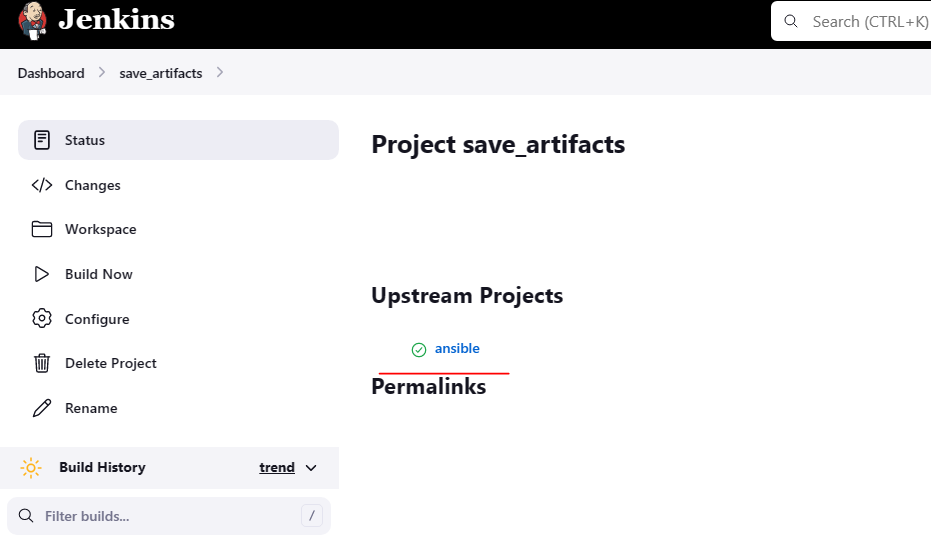 Jenkins
Search (CTRL+K)
Dashboard
save_artifacts
Status
Changes
Workspace
Build Now
Configure
Delete Project
Rename
Build History
trend
Filter builds...
/
Project save_artifacts
Upstream Projects
ansible
Permalinks